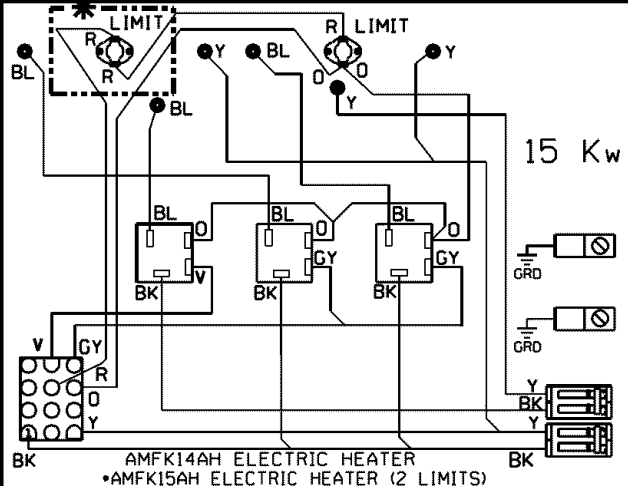 LIMIT
R
R
BL
Y
BL
R
LIMIT
O
O
Y
Y
BL
15 Kw
BL
O
BL
O
BL
O
V
GY
GY
BK
BK
BK
GRD
GRD
V
GY
R
O
Y
1
BK
Y
BK
Y
BK
AMFK14AH ELECTRIC HEATER
•AMFK15AH ELECTRIC HEATER (2 LIMITS)